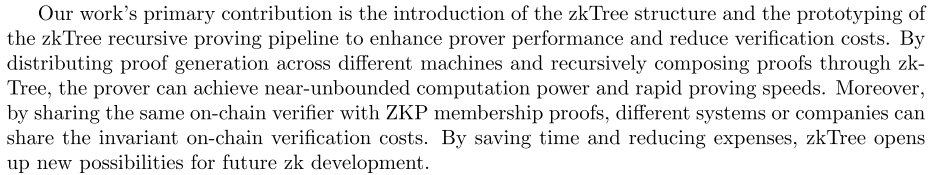 Our work's primary contribution is the introduction of the zkTree structure and the prototyping of
the zkTree recursive proving pipeline to enhance prover performance and reduce verification costs. By
distributing proof generation across different machines and recursively composing proofs through zk-
Tree, the prover can achieve near-unbounded computation power and rapid proving speeds. Moreover,
by sharing the same on-chain verifier with ZKP membership proofs, different systems or companies can
share the invariant on-chain verification costs. By saving time and reducing expenses, zkTree opens
up new possibilities for future zk development.